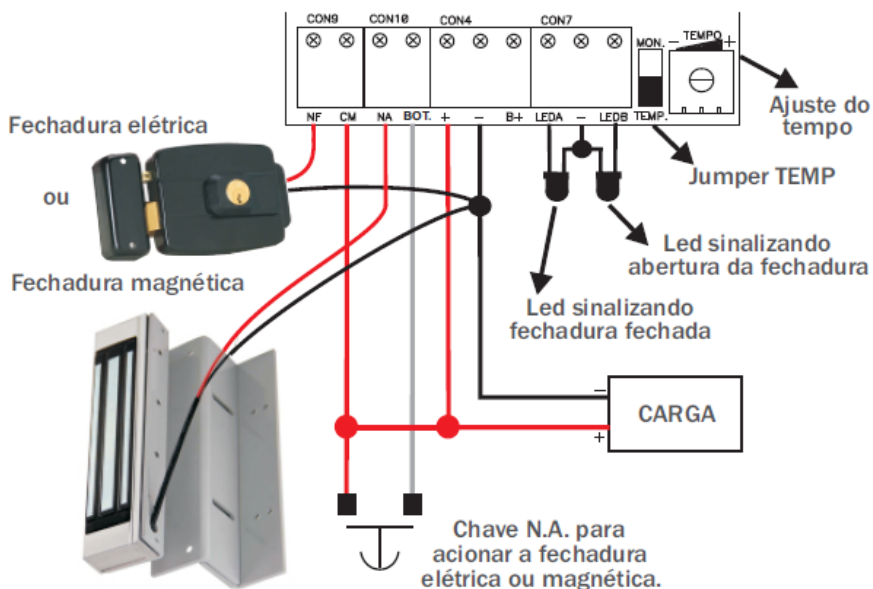 CON9 CON10 CON4 CON7
MON. - TEMPO +
NF CM NA BOT. + - B+ LEDA - LEDB TEMP.
Ajuste do
tempo
Jumper TEMP
Fechadura elétrica
ou
Fechadura magnética
Led sinalizando
abertura da fechadura
Led sinalizando
fechadura fechada
-
CARGA
+
Chave N.A. para
acionar a fechadura
elétrica ou magnética.